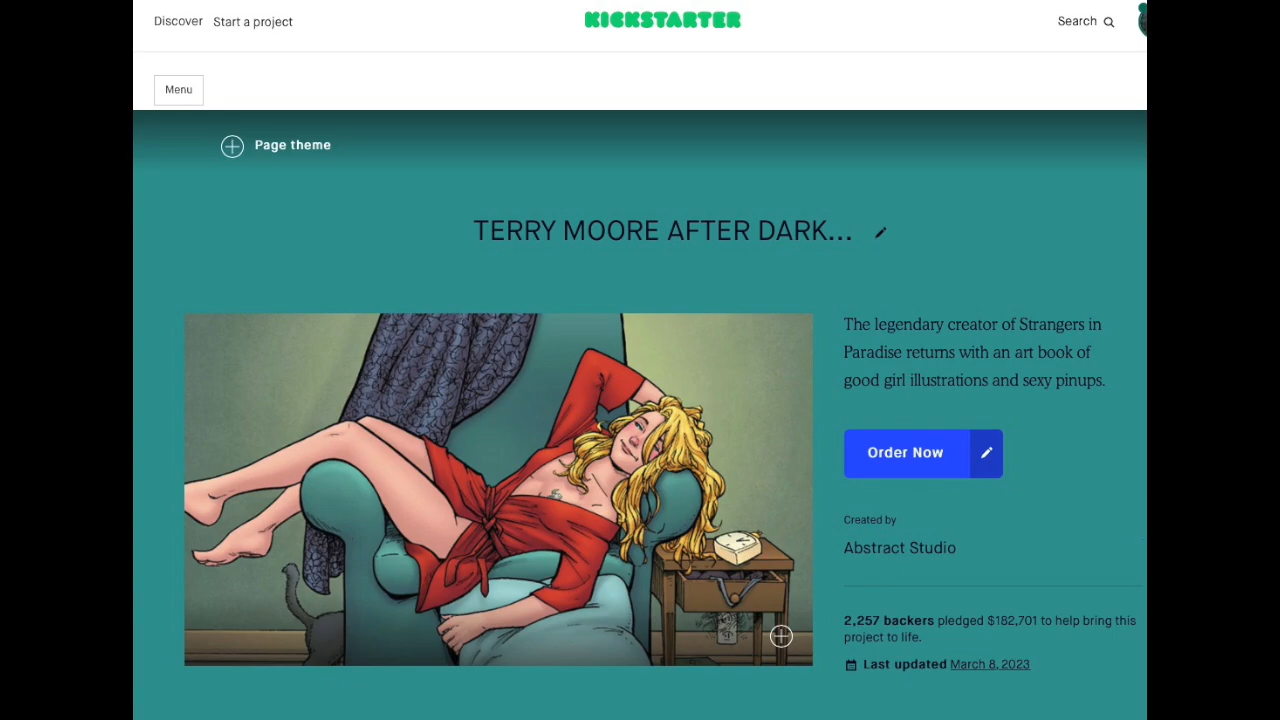 Discover Start a project KICKSTARTER Search
Menu
Page theme
TERRY MOORE AFTER DARK...
The legendary creator of Strangers in
Paradise returns with an art book of
good girl illustrations and sexy pinups.
Order Now
Created by
Abstract Studio
2,257 backers pledged $182,701 to help bring this
project to life.
Last updated March 8, 2023